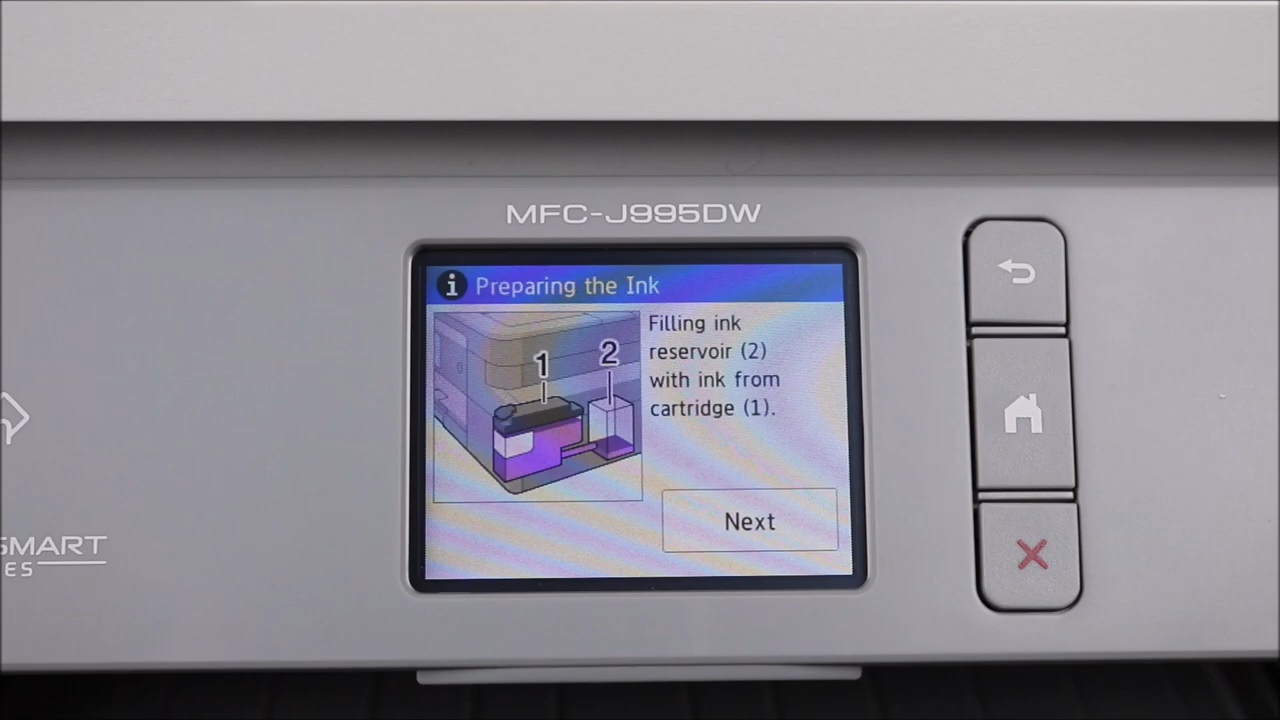 MFC-J995DW
i Preparing the Ink
1 2
Filling ink
reservoir (2)
with ink from
cartridge (1).
Next
SMART
ES